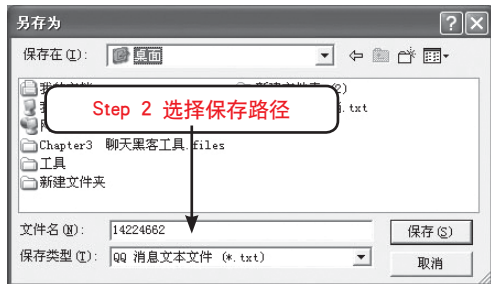 另存为
保存在(I): 桌面
(2)
Step 2 选择保存路径
.txt
Chapter3 聊天黑客工具.files
工具
新建文件夹
文件名(N): 14224662 保存(S)
保存类型(T): QQ 消息文本文件 (*.txt) 取消